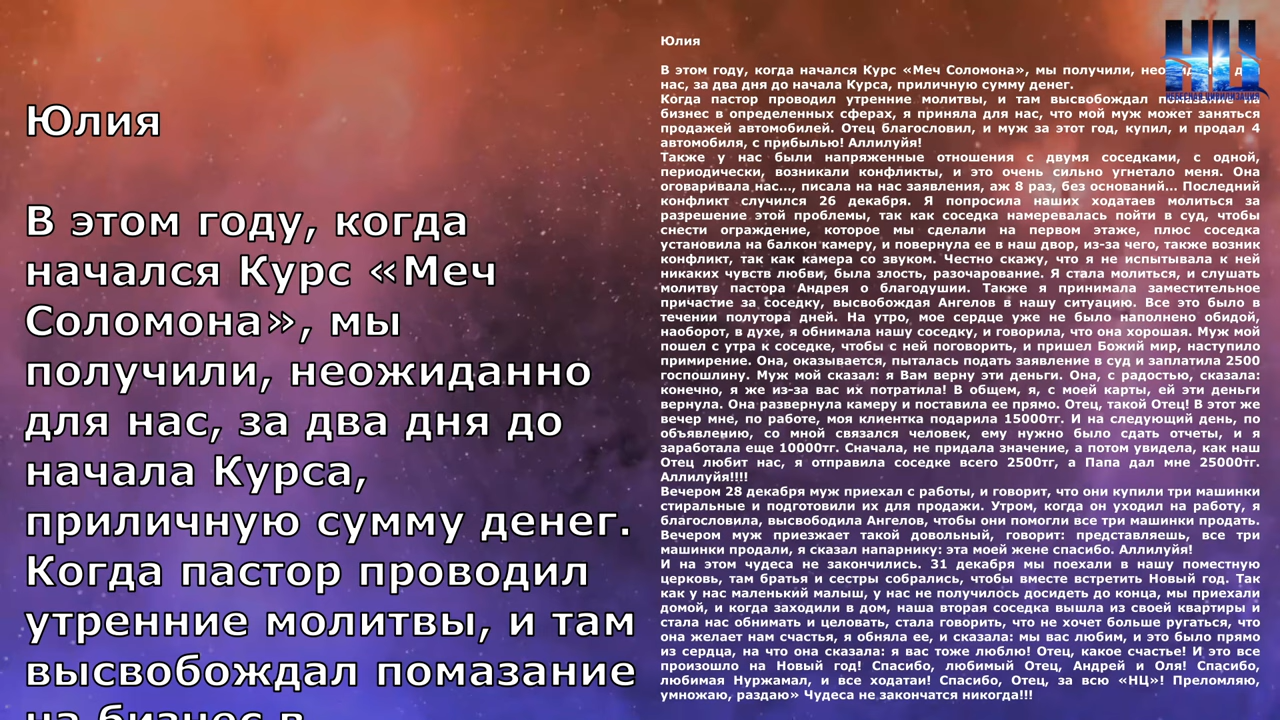 Юлия
В этом году, когда
начался Курс «Меч
Соломона», мы
получили, неожиданно
для нас, за два дня до
начала Курса,
приличную сумму денег.
Когда пастор проводил
утренние молитвы, и там
высвобождал помазание
на бизнес в
Юлия
В этом году, когда начался Курс «Меч Соломона», мы получили, неожиданно для
нас, за два дня до начала Курса, приличную сумму денег.
Когда пастор проводил утренние молитвы, и там высвобождал помазание на
бизнес в определенных сферах, я приняла для нас, что мой муж может заняться
продажей автомобилей. Отец благословил, и муж за этот год, купил, и продал 4
автомобиля, с прибылью! Аллилуйя!
Также у нас были напряженные отношения с двумя соседками, с одной,
периодически, возникали конфликты, и это очень сильно угнетало меня. Она
оговаривала нас..., писала на нас заявления, аж 8 раз, без оснований... Последний
конфликт случился 26 декабря. Я попросила наших ходатаев молиться за
разрешение этой проблемы, так как соседка намеревалась пойти в суд, чтобы
снести ограждение, которое мы сделали на первом этаже, плюс соседка
установила на балкон камеру, и повернула ее в наш двор, из-за чего, также возник
конфликт, так как камера со звуком. Честно скажу, что я не испытывала к ней
никаких чувств любви, была злость, разочарование. Я стала молиться, и слушать
молитву пастора Андрея о благодушии. Также я принимала заместительное
причастие за соседку, высвобождая Ангелов в нашу ситуацию. Все это было в
течении полутора дней. На утро, мое сердце уже не было наполнено обидой,
наоборот, в духе, я обнимала нашу соседку, и говорила, что она хорошая. Муж мой
пошел с утра к соседке, чтобы с ней поговорить, и пришел Божий мир, наступило
примирение. Она, оказывается, пыталась подать заявление в суд и заплатила 2500
госпошлину. Муж мой сказал: я Вам верну эти деньги. Она, с радостью, сказала:
конечно, я же из-за вас их потратила! В общем, я, с моей карты, ей эти деньги
вернула. Она развернула камеру и поставила ее прямо. Отец, такой Отец! В этот же
вечер мне, по работе, моя клиентка подарила 15000тг. И на следующий день, по
объявлению, со мной связался человек, ему нужно было сдать отчеты, и я
заработала еще 10000тг. Сначала, не придала значение, а потом увидела, как наш
Отец любит нас, я отправила соседке всего 2500тг, а Папа дал мне 25000тг.
Аллилуйя!!!!
Вечером 28 декабря муж приехал с работы, и говорит, что они купили три машинки
стиральные и подготовили их для продажи. Утром, когда он уходил на работу, я
благословила, высвободила Ангелов, чтобы они помогли все три машинки продать.
Вечером муж приезжает такой довольный, говорит: представляешь, все три
машинки продали, я сказал напарнику: эта моей жене спасибо. Аллилуйя!
И на этом чудеса не закончились. 31 декабря мы поехали в нашу поместную
церковь, там братья и сестры собрались, чтобы вместе встретить Новый год. Так
как у нас маленький малыш, у нас не получилось досидеть до конца, мы приехали
домой, и когда заходили в дом, наша вторая соседка вышла из своей квартиры и
стала нас обнимать и целовать, стала говорить, что не хочет больше ругаться, что
она желает нам счастья, я обняла ее, и сказала: мы вас любим, и это было прямо
из сердца, на что она сказала: я вас тоже люблю! Отец, какое счастье! И это все
произошло на Новый год! Спасибо, любимый Отец, Андрей и Оля! Спасибо,
любимая Нуржамал, и все ходатаи! Спасибо, Отец, за всю «НЦ»! Преломляю,
умножаю, раздаю» Чудеса не закончатся никогда!!!
НЦ
НЕБЕСНАЯ ЦИВИЛИЗАЦИЯ